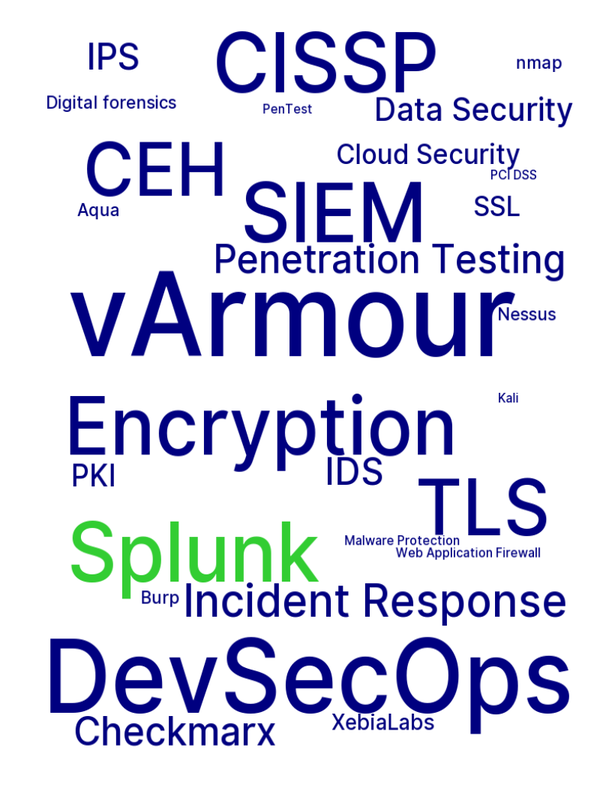 CISSP
IPS
nmap
Digital forensics
PenTest
Data Security
CEH
Cloud Security
PCI DSS
Aqua
SIEM
SSL
Penetration Testing
vArmour
Nessus
Kali
Encryption
PKI
IDS
TLS
Splunk
Malware Protection
Web Application Firewall
Burp
Incident Response
DevSecOps
Checkmarx
XebiaLabs